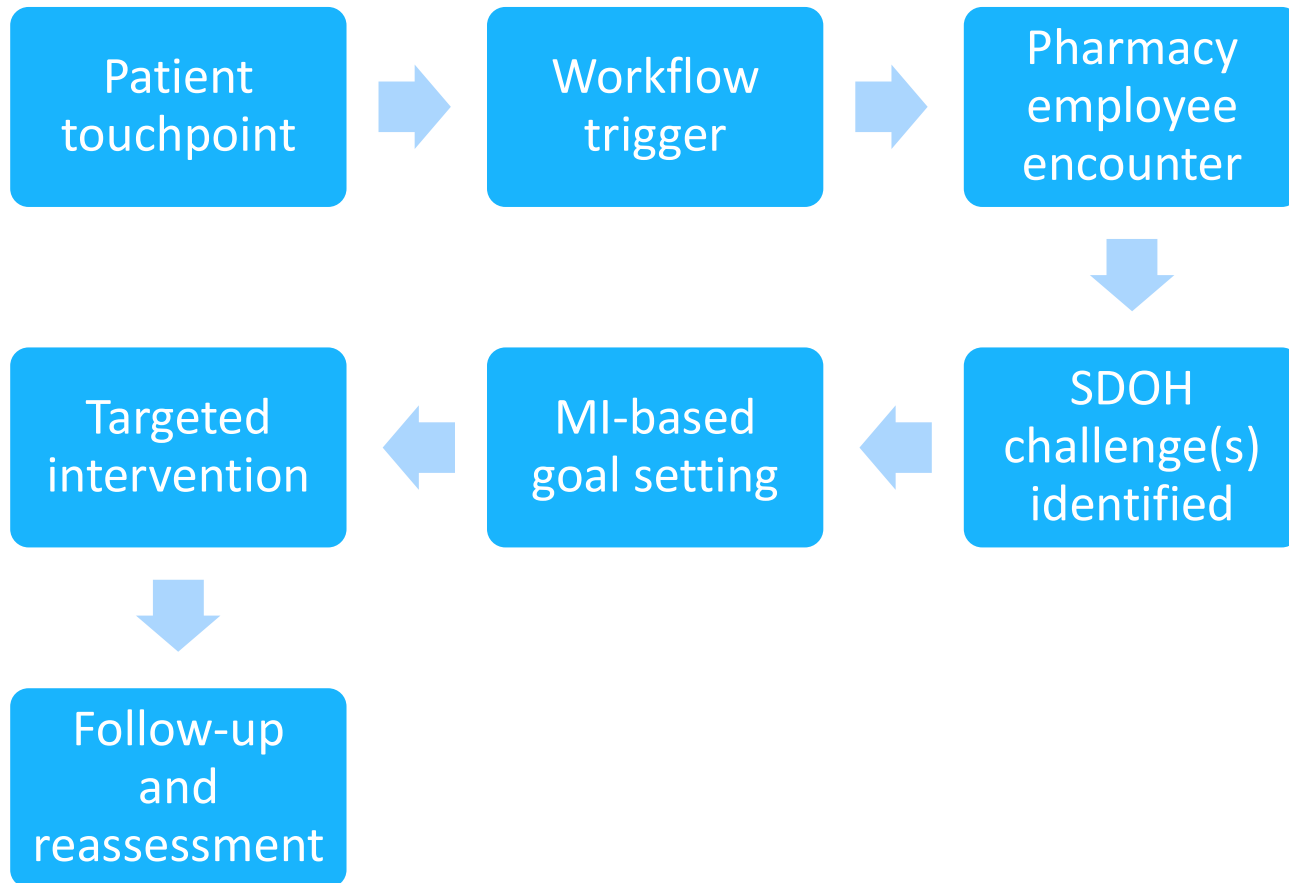 Patient
touchpoint
Workflow
trigger
Pharmacy
employee
encounter
SDOH
challenge(s)
identified
MI-based
goal setting
Targeted
intervention
Follow-up
and
reassessment